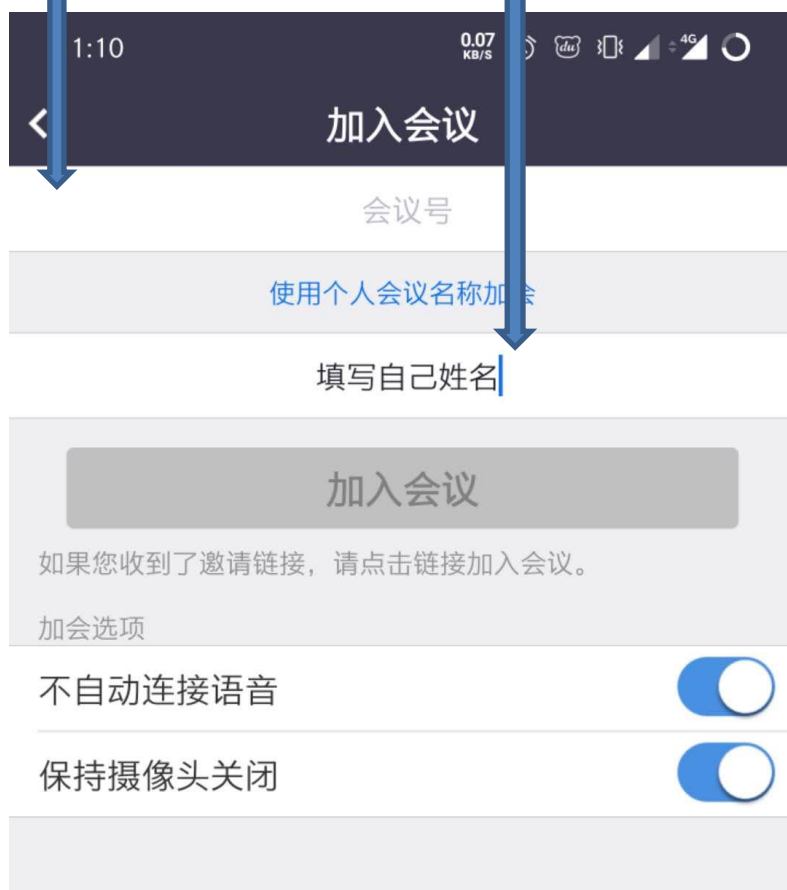 1:10
0.07
KB/S
du
4G
加入会议
会议号
使用个人会议名称加会
填写自己姓名
加入会议
如果您收到了邀请链接，请点击链接加入会议。
加会选项
不自动连接语音
保持摄像头关闭